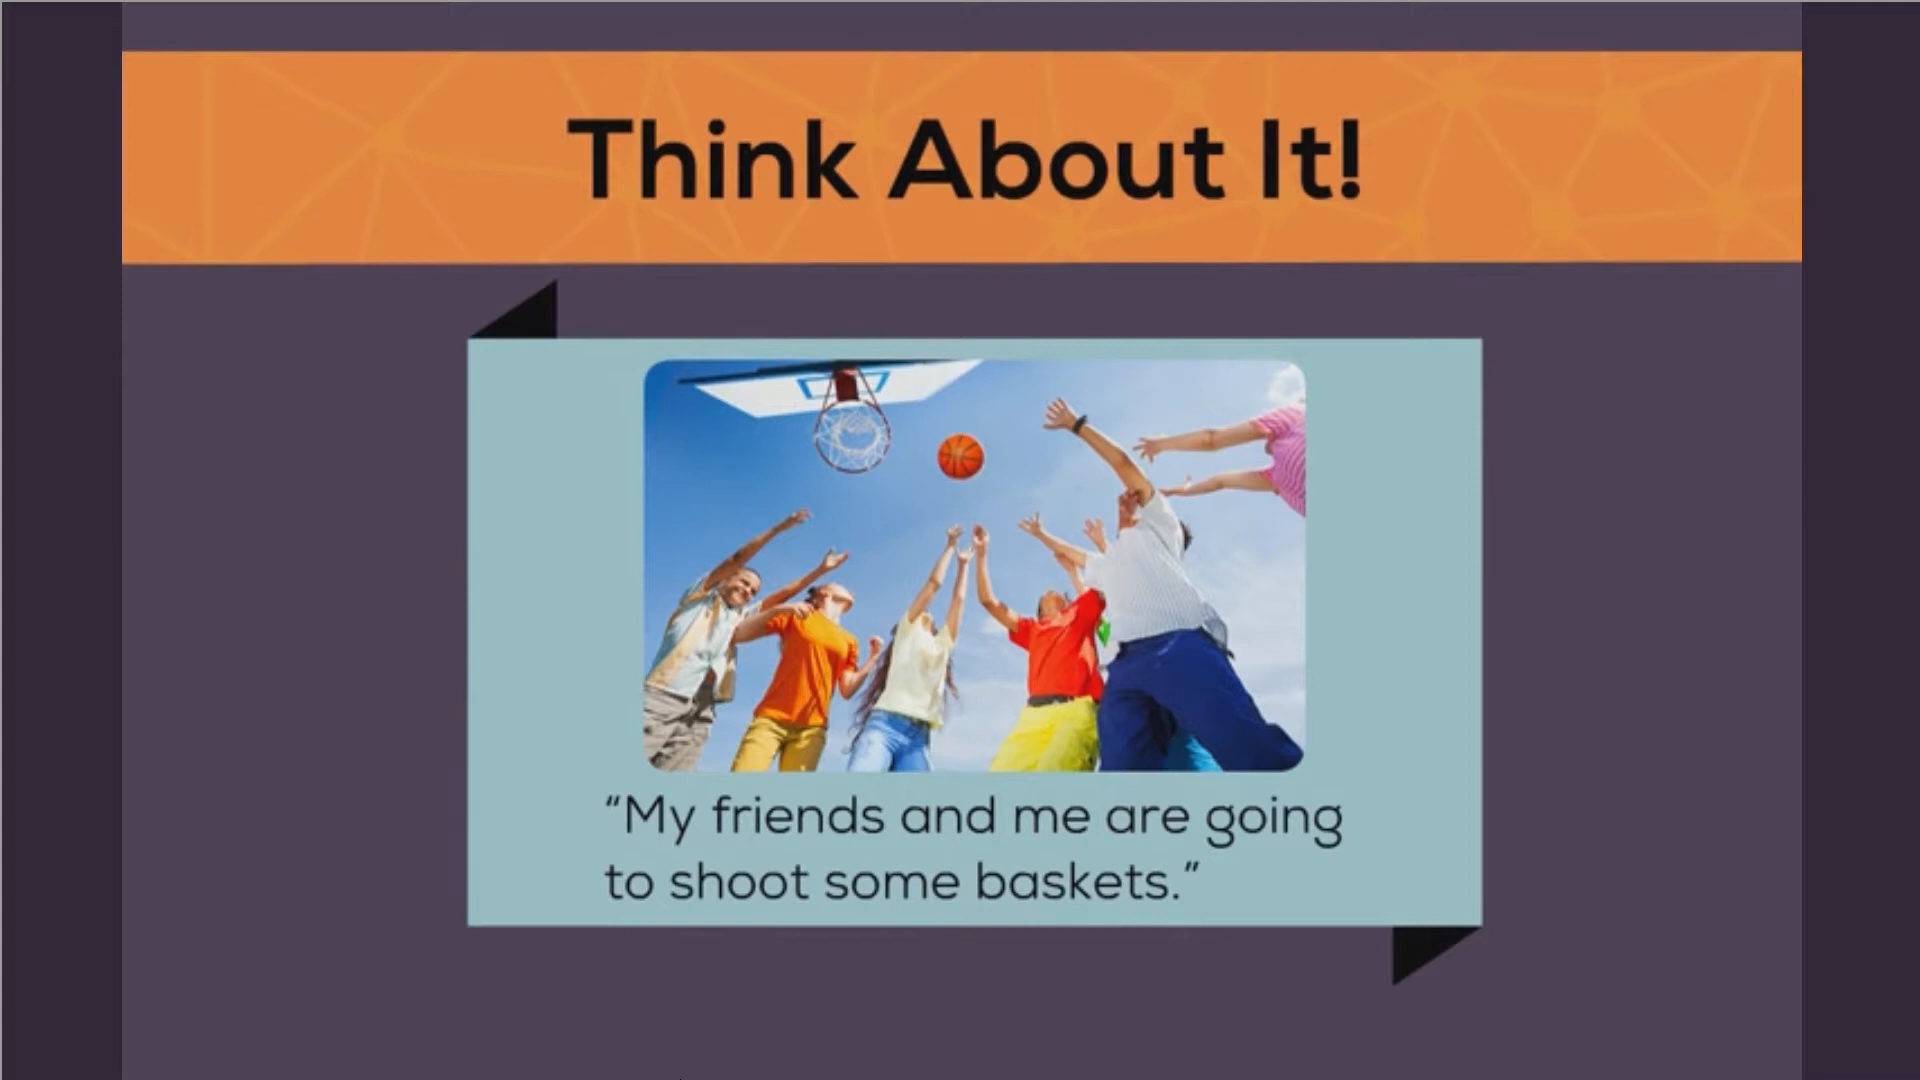 Think About It!
“My friends and me are going
to shoot some baskets.”